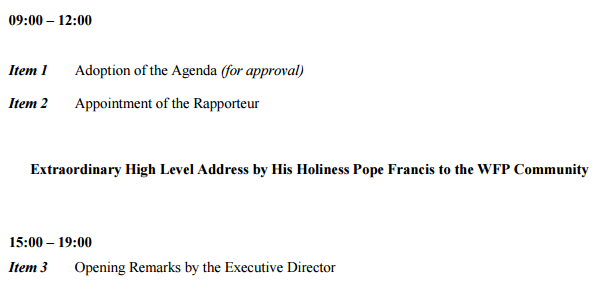 09:00 – 12:00
Item 1 Adoption of the Agenda (for approval)
Item 2 Appointment of the Rapporteur
Extraordinary High Level Address by His Holiness Pope Francis to the WFP Community
15:00 – 19:00
Item 3 Opening Remarks by the Executive Director